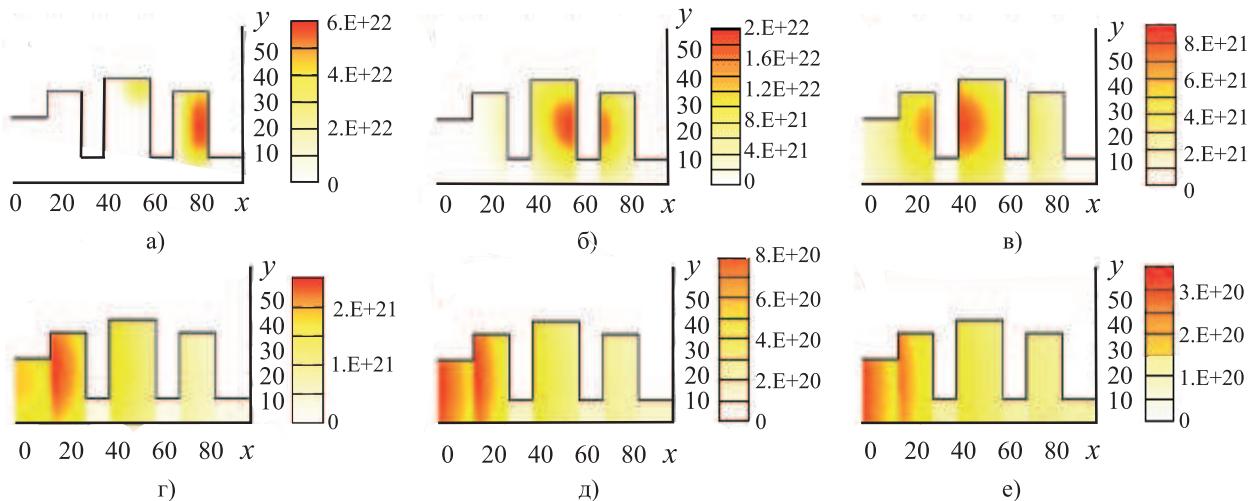 y 50 40 30 20 10
6.E+22
4.E+22
2.E+22
0
0 20 40 60 80 x
а)
y 50 40 30 20 10
2.E+22
1.6E+22
1.2E+22
8.E+21
4.E+21
0
0 20 40 60 80 x
б)
y 50 40 30 20 10
8.E+21
6.E+21
4.E+21
2.E+21
0
0 20 40 60 80 x
в)
y 50 40 30 20 10
2.E+21
1.E+21
0
0 20 40 60 80 x
г)
y 50 40 30 20 10
8.E+20
6.E+20
4.E+20
2.E+20
0
0 20 40 60 80 x
д)
y 50 40 30 20 10
3.E+20
2.E+20
1.E+20
0
0 20 40 60 80 x
е)